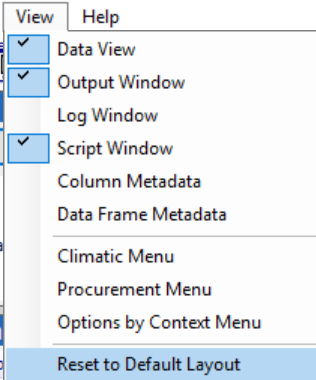 View Help
Data View
Output Window
Log Window
Script Window
Column Metadata
Data Frame Metadata
Climatic Menu
Procurement Menu
Options by Context Menu
Reset to Default Layout